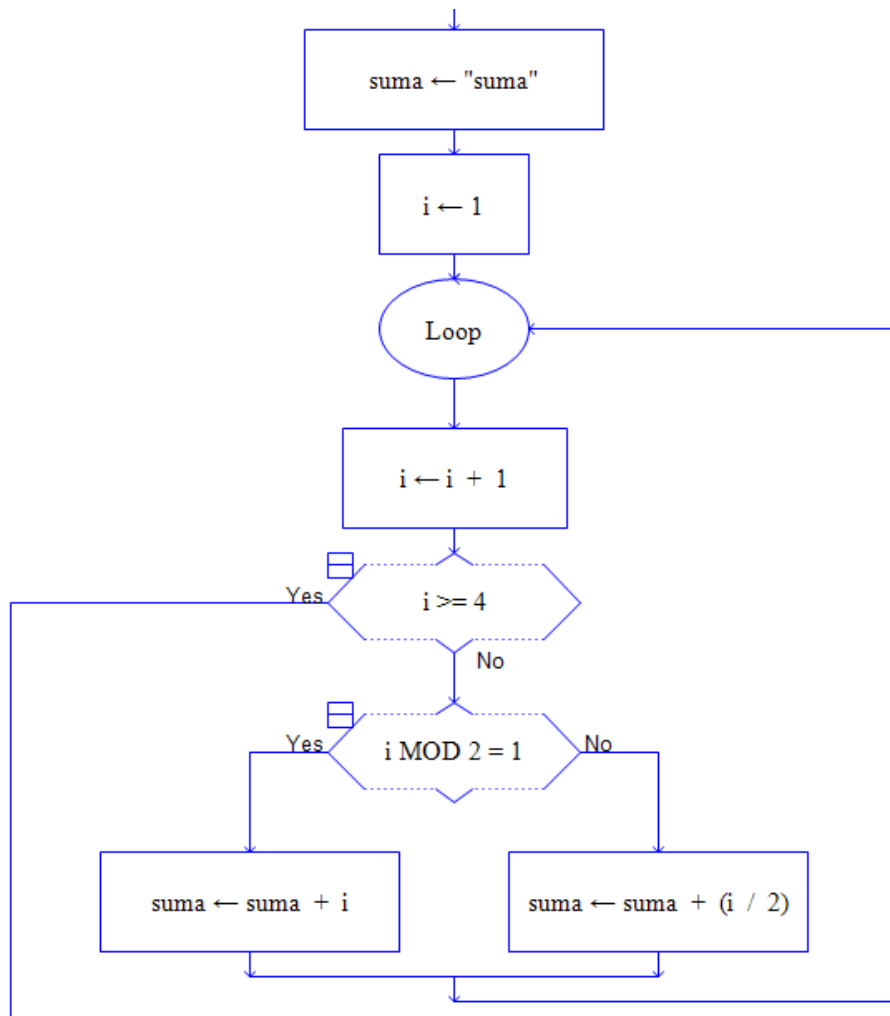 suma ← "suma"
i ← 1
Loop
i ← i + 1
Yes
i >= 4
No
Yes
i MOD 2 = 1
No
suma ← suma + i
suma ← suma + (i / 2)